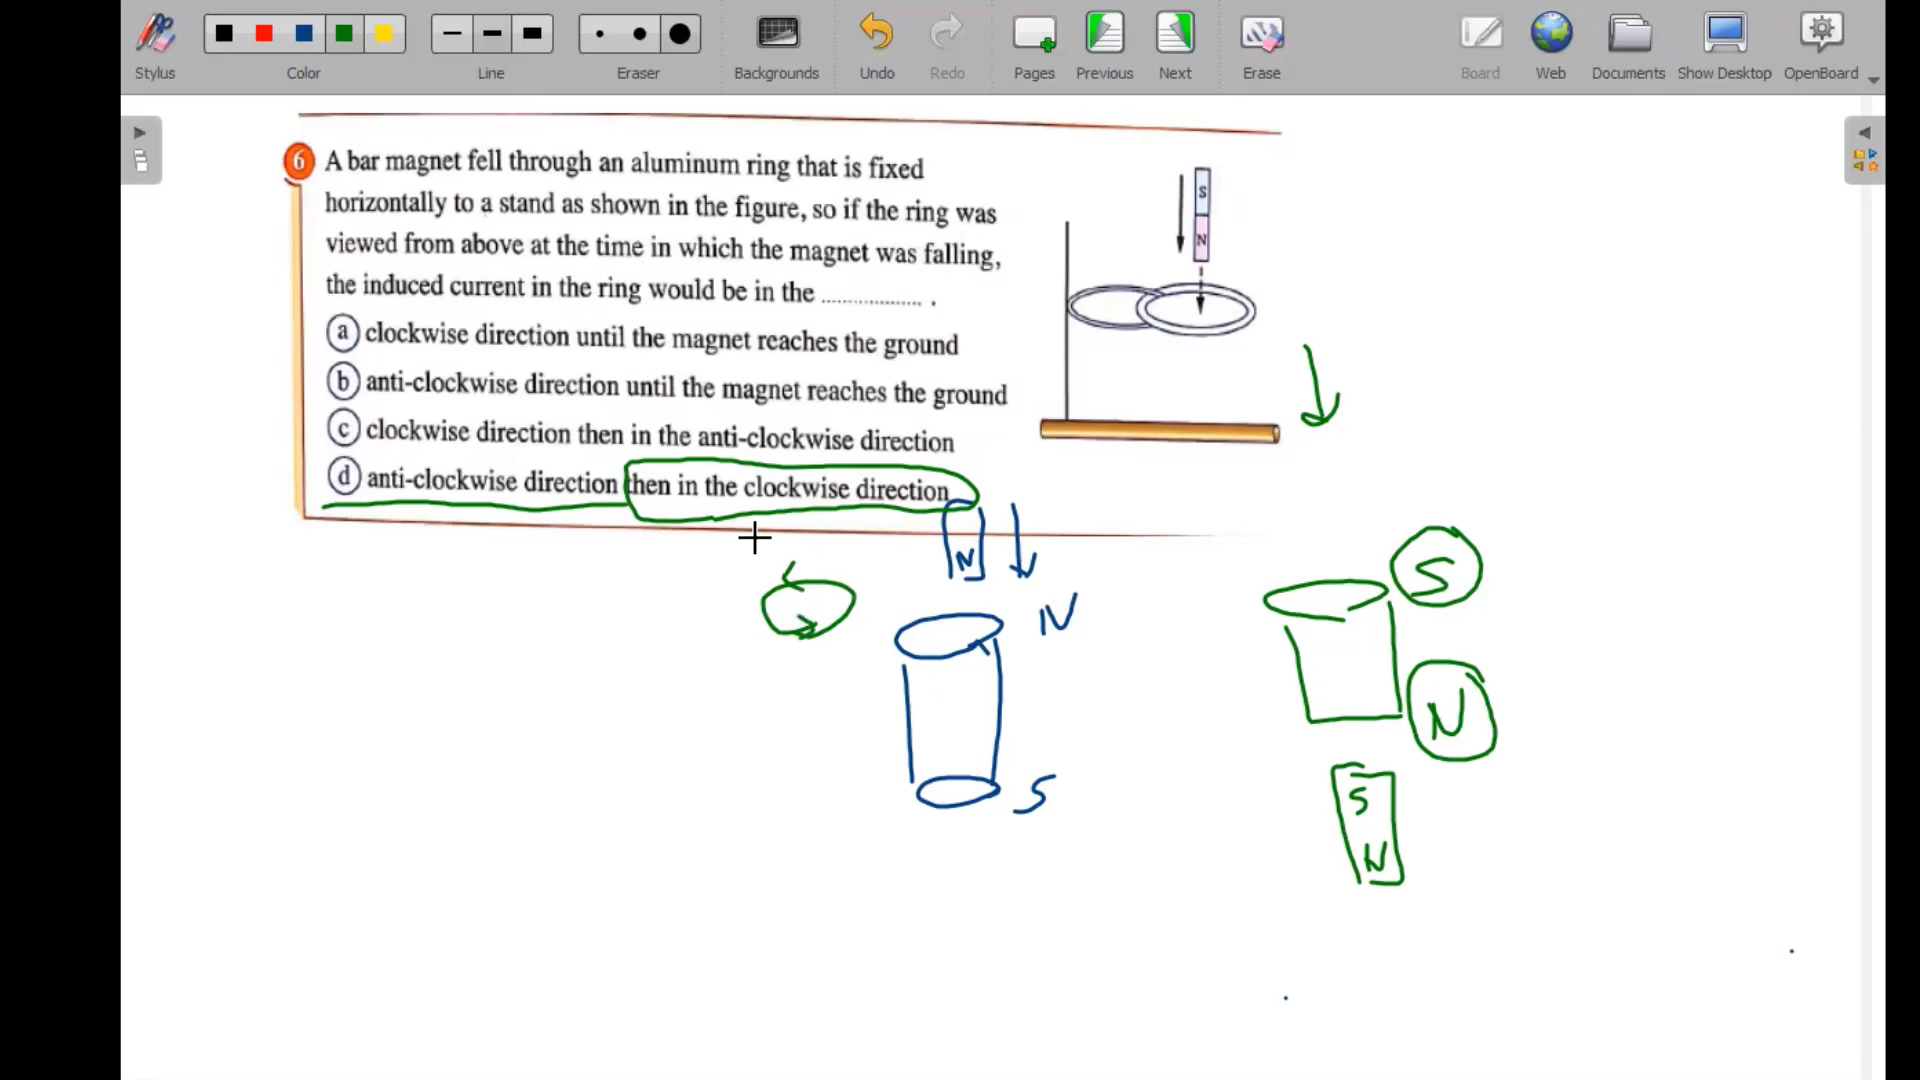 Stylus
Color
Line
Eraser
Backgrounds
Undo
Redo
Pages
Previous
Next
Erase
Board
Web
Documents
Show Desktop
OpenBoard
6 A bar magnet fell through an aluminum ring that is fixed
horizontally to a stand as shown in the figure, so if the ring was
viewed from above at the time in which the magnet was falling,
the induced current in the ring would be in the .................. .
a clockwise direction until the magnet reaches the ground
b anti-clockwise direction until the magnet reaches the ground
c clockwise direction then in the anti-clockwise direction
d anti-clockwise direction then in the clockwise direction
S
N
N
N
S
S
N
S
N